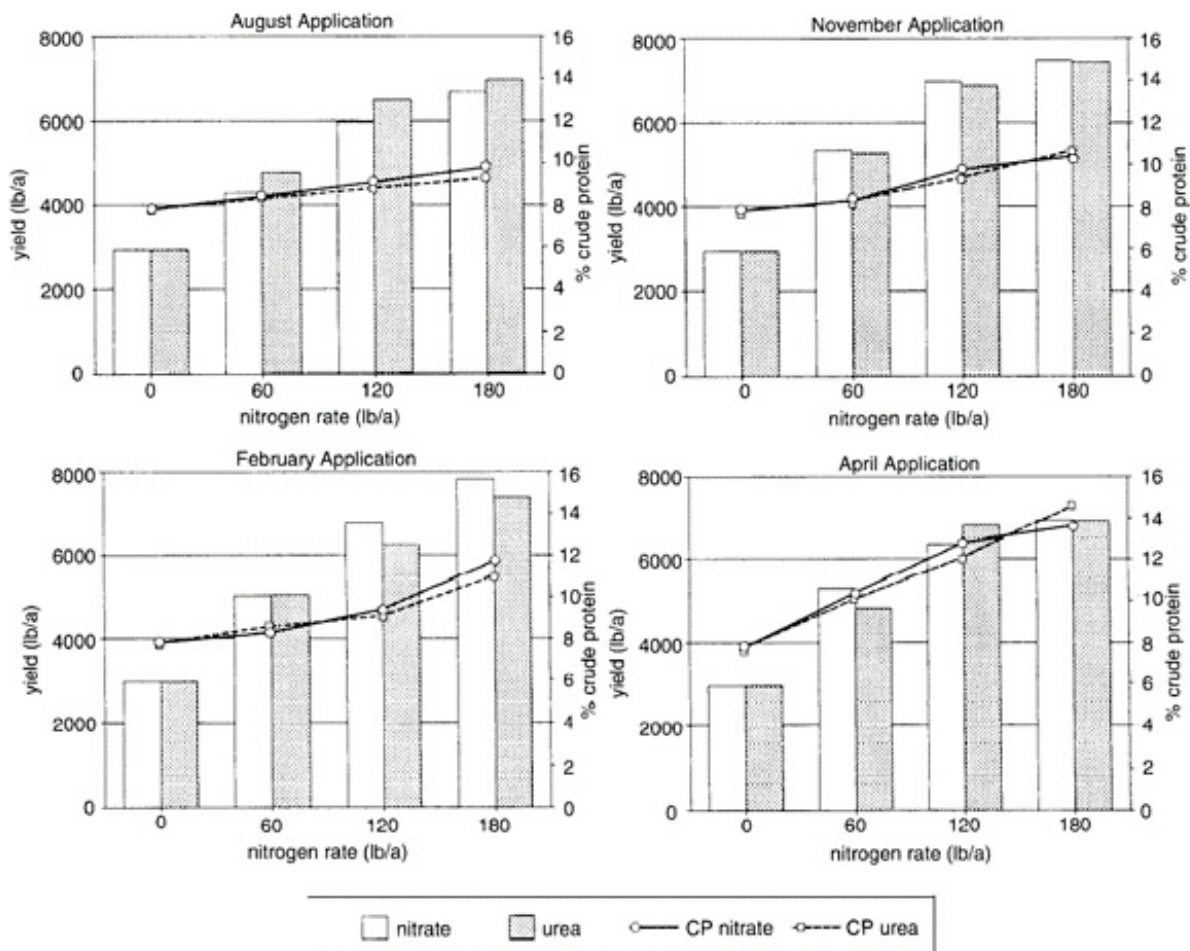 August Application
8000
6000
4000
2000
0
yield (lb/a)
16
14
12
10
8
6
4
2
0
% crude protein
0 60 120 180
nitrogen rate (lb/a)
November Application
8000
6000
4000
2000
0
yield (lb/a)
16
14
12
10
8
6
4
2
0
% crude protein
0 60 120 180
nitrogen rate (lb/a)
February Application
8000
6000
4000
2000
0
yield (lb/a)
16
14
12
10
8
6
4
2
0
% crude protein
0 60 120 180
nitrogen rate (lb/a)
April Application
8000
6000
4000
2000
0
yield (lb/a)
16
14
12
10
8
6
4
2
0
% crude protein
0 60 120 180
nitrogen rate (lb/a)
nitrate urea CP nitrate CP urea